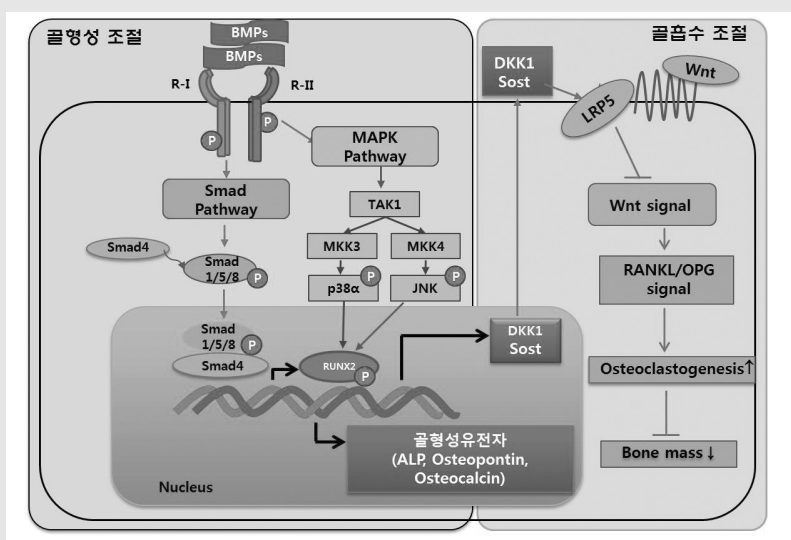 골형성 조절
BMPs
BMPs
R-I
R-II
P
P
MAPK
Pathway
Smad
Pathway
TAK1
MKK3
MKK4
Smad4
Smad
1/5/8
P
p38α
P
JNK
P
Smad
1/5/8
P
Smad4
RUNX2
P
DKK1
Sost
골형성유전자
(ALP, Osteopontin,
Osteocalcin)
Nucleus
골흡수 조절
DKK1
Sost
Wnt
LRP5
Wnt signal
RANKL/OPG
signal
Osteoclastogenesis↑
Bone mass↓